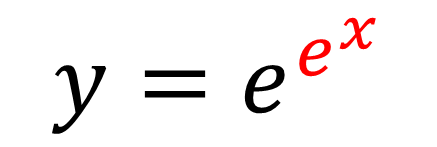 y = e^{e^x}